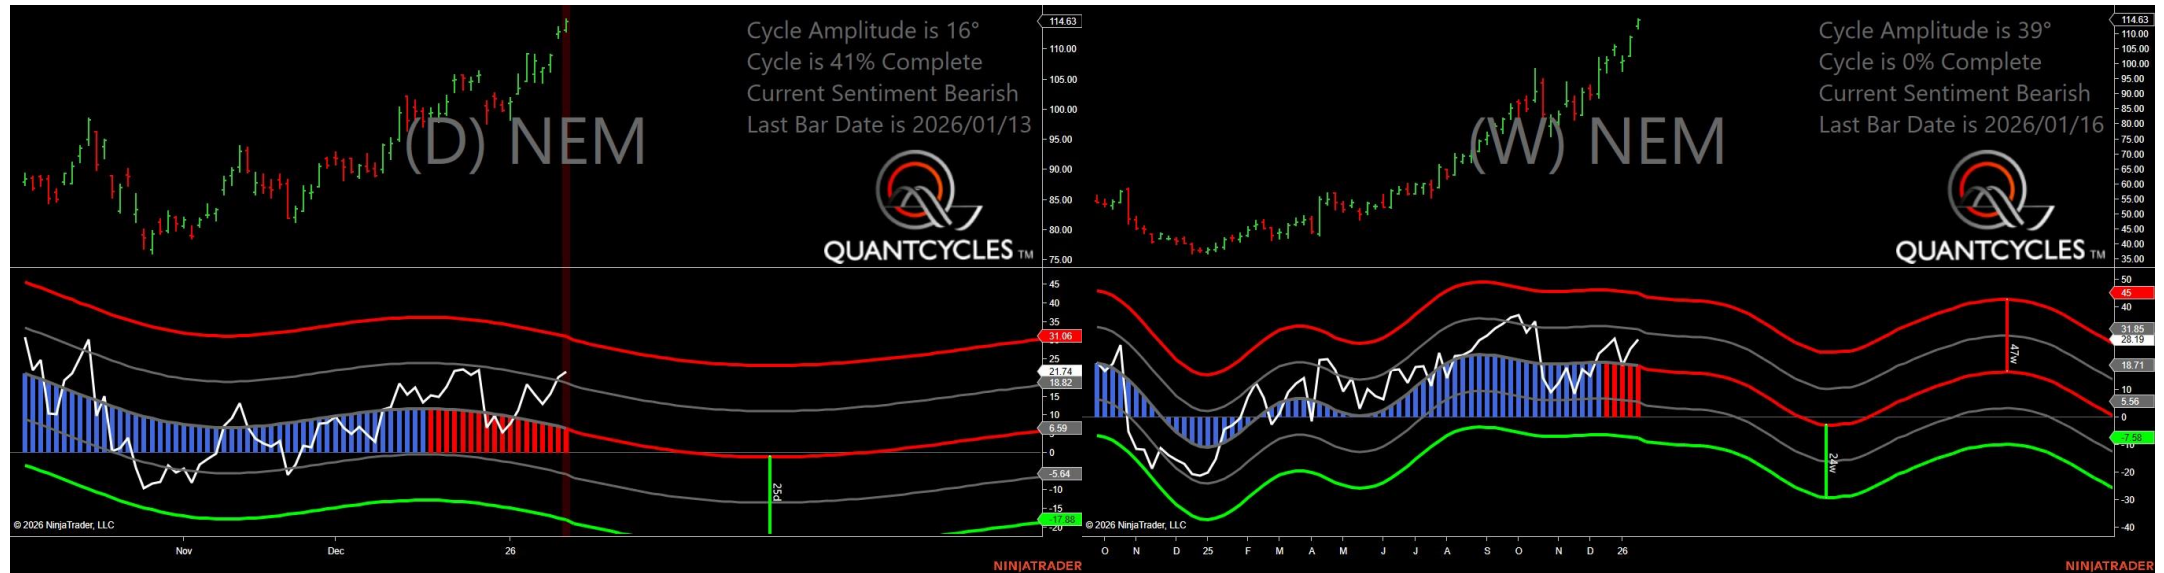 Cycle Amplitude is 16°
Cycle is 41% Complete
Current Sentiment Bearish
Last Bar Date is 2026/01/13
(D) NEM
QUANTCYCLES TM
114.63
110.00
105.00
100.00
95.00
90.00
85.00
80.00
75.00
45
40
35
31.06
25
21.74
18.82
15
10
6.59
0
-5.64
-10
-17.88
-20
25d
© 2026 NinjaTrader, LLC
Nov
Dec
26
NINJATRADER
Cycle Amplitude is 39°
Cycle is 0% Complete
Current Sentiment Bearish
Last Bar Date is 2026/01/16
(W) NEM
QUANTCYCLES TM
114.63
110.00
105.00
100.00
95.00
90.00
85.00
80.00
75.00
70.00
65.00
60.00
55.00
50.00
45.00
40.00
35.00
50
45
40
31.85
28.19
18.71
10
5.56
0
-7.58
-10
-20
-30
-40
47w
24w
© 2026 NinjaTrader, LLC
O N D 25 F M A M J J A S O N D 26
NINJATRADER